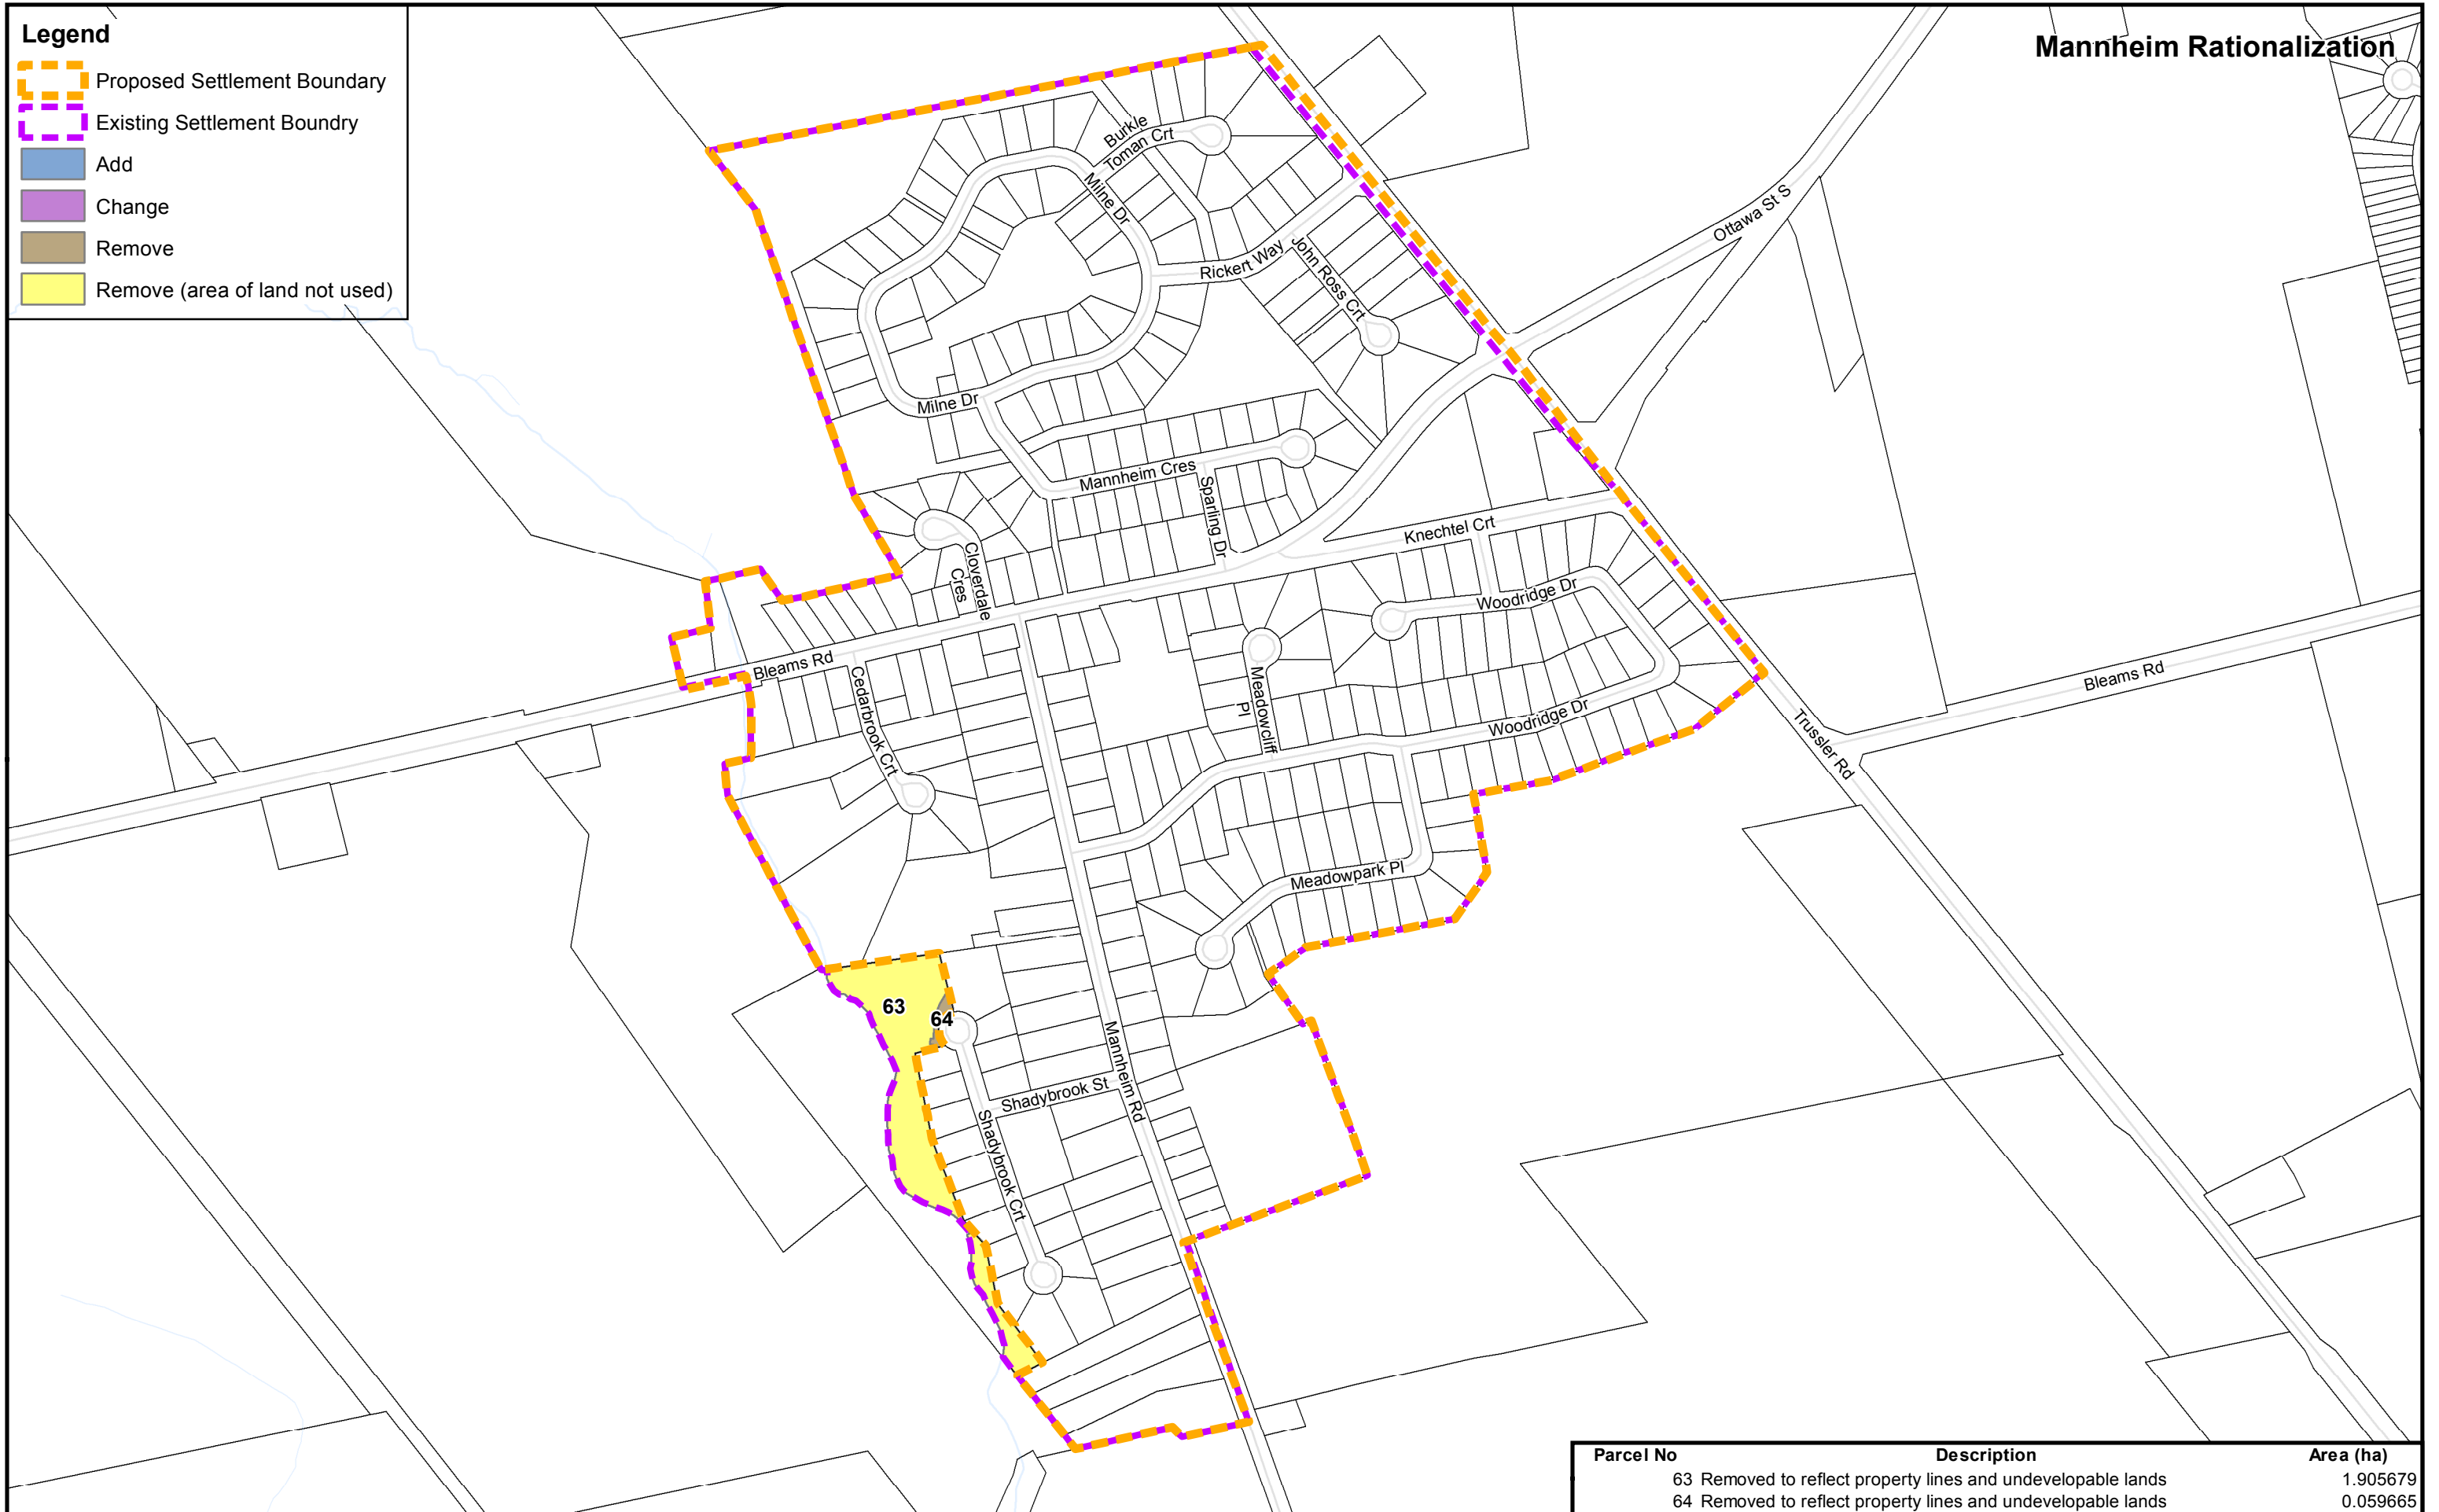 Legend
Proposed Settlement Boundary
Existing Settlement Boundry
Add
Change
Remove
Remove (area of land not used)
Mannheim Rationalization
Burkle
Toman Crt
Milne Dr
Rickert Way
John Ross Crt
Ottawa St S
Milne Dr
Mannheim Cres
Sparling Dr
Knechtel Crt
Cloverdale
Cres
Woodridge Dr
Bleams Rd
Cedarbrook Crt
Meadowcliff
Pl
Woodridge Dr
Bleams Rd
Trussler Rd
Meadowpark Pl
63
64
Mannheim Rd
Shadybrook St
Shadybrook Crt
Parcel No Description Area (ha)
63 Removed to reflect property lines and undevelopable lands 1.905679
64 Removed to reflect property lines and undevelopable lands 0.059665